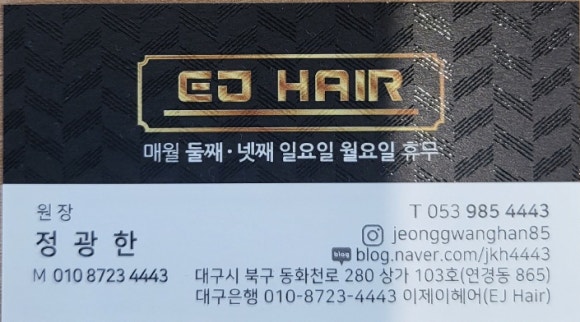 EJ HAIR
매월 둘째·넷째 일요일 월요일 휴무
원 장
정 광 한
M 010 8723 4443
T 053 985 4443
jeonggwanghan85
blog blog.naver.com/jkh4443
대구시 북구 동화천로 280 상가 103호(연경동 865)
대구은행 010-8723-4443 이제이헤어(EJ Hair)